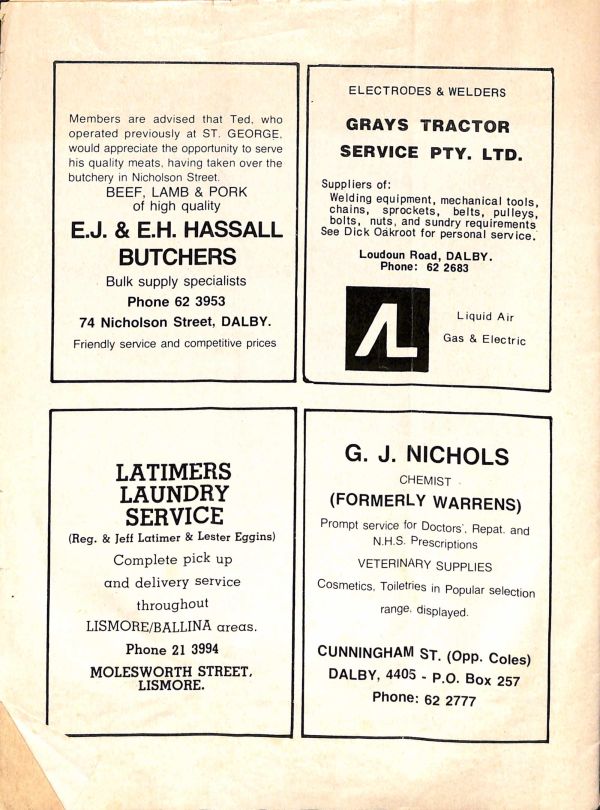 Members are advised that Ted, who
operated previously at ST. GEORGE,
would appreciate the opportunity to serve
his quality meats, having taken over the
butchery in Nicholson Street.
BEEF, LAMB & PORK
of high quality
E.J. & E.H. HASSALL
BUTCHERS
Bulk supply specialists
Phone 62 3953
74 Nicholson Street, DALBY.
Friendly service and competitive prices
ELECTRODES & WELDERS
GRAYS TRACTOR
SERVICE PTY. LTD.
Suppliers of:
Welding equipment, mechanical tools,
chains, sprockets, belts, pulleys,
bolts, nuts, and sundry requirements
See Dick Oakroot for personal service.
Loudoun Road, DALBY.
Phone: 62 2683
AL
Liquid Air
Gas & Electric
LATIMERS
LAUNDRY
SERVICE
(Reg. & Jeff Latimer & Lester Eggins)
Complete pick up
and delivery service
throughout
LISMORE/BALLINA areas.
Phone 21 3994
MOLESWORTH STREET,
LISMORE.
G. J. NICHOLS
CHEMIST
(FORMERLY WARRENS)
Prompt service for Doctors', Repat. and
N.H.S. Prescriptions
VETERINARY SUPPLIES
Cosmetics, Toiletries in Popular selection
range, displayed.
CUNNINGHAM ST. (Opp. Coles)
DALBY, 4405 - P.O. Box 257
Phone: 62 2777